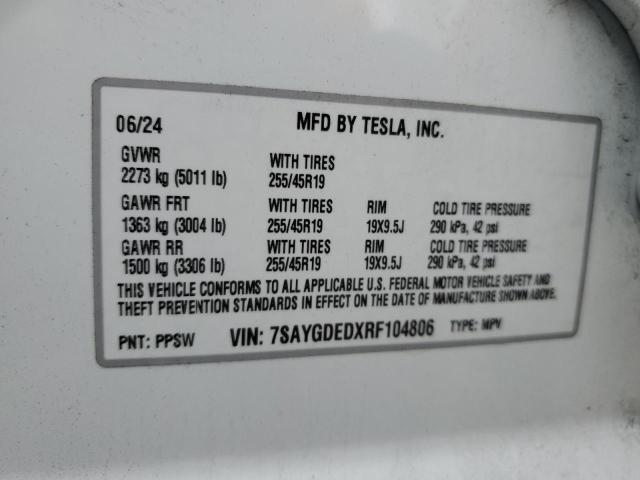 06/24 MFD BY TESLA, INC.
GVWR WITH TIRES
2273 kg (5011 lb) 255/45R19
GAWR FRT WITH TIRES RIM COLD TIRE PRESSURE
1363 kg (3004 lb) 255/45R19 19X9.5J 290 kPa, 42 psi
GAWR RR WITH TIRES RIM COLD TIRE PRESSURE
1500 kg (3306 lb) 255/45R19 19X9.5J 290 kPa, 42 psi
THIS VEHICLE CONFORMS TO ALL APPLICABLE U.S. FEDERAL MOTOR VEHICLE SAFETY AND
THEFT PREVENTION STANDARDS IN EFFECT ON THE DATE OF MANUFACTURE SHOWN ABOVE.
PNT: PPSW VIN: 7SAYGDEDXRF104806 TYPE: MPV